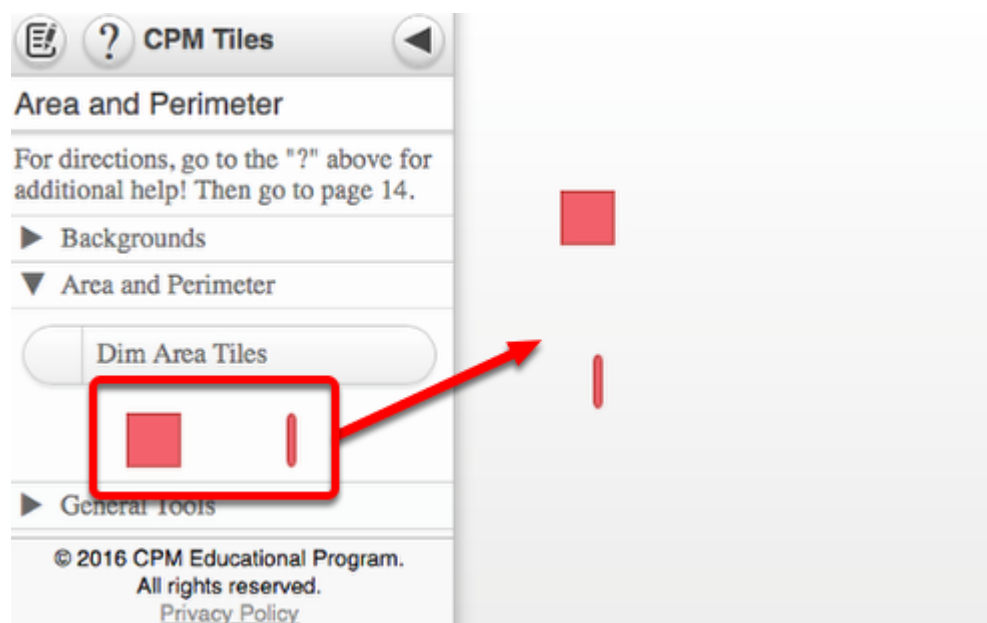 ? CPM Tiles
Area and Perimeter
For directions, go to the "?" above for
additional help! Then go to page 14.
Backgrounds
Area and Perimeter
Dim Area Tiles
General Tools
© 2016 CPM Educational Program.
All rights reserved.
Privacy Policy